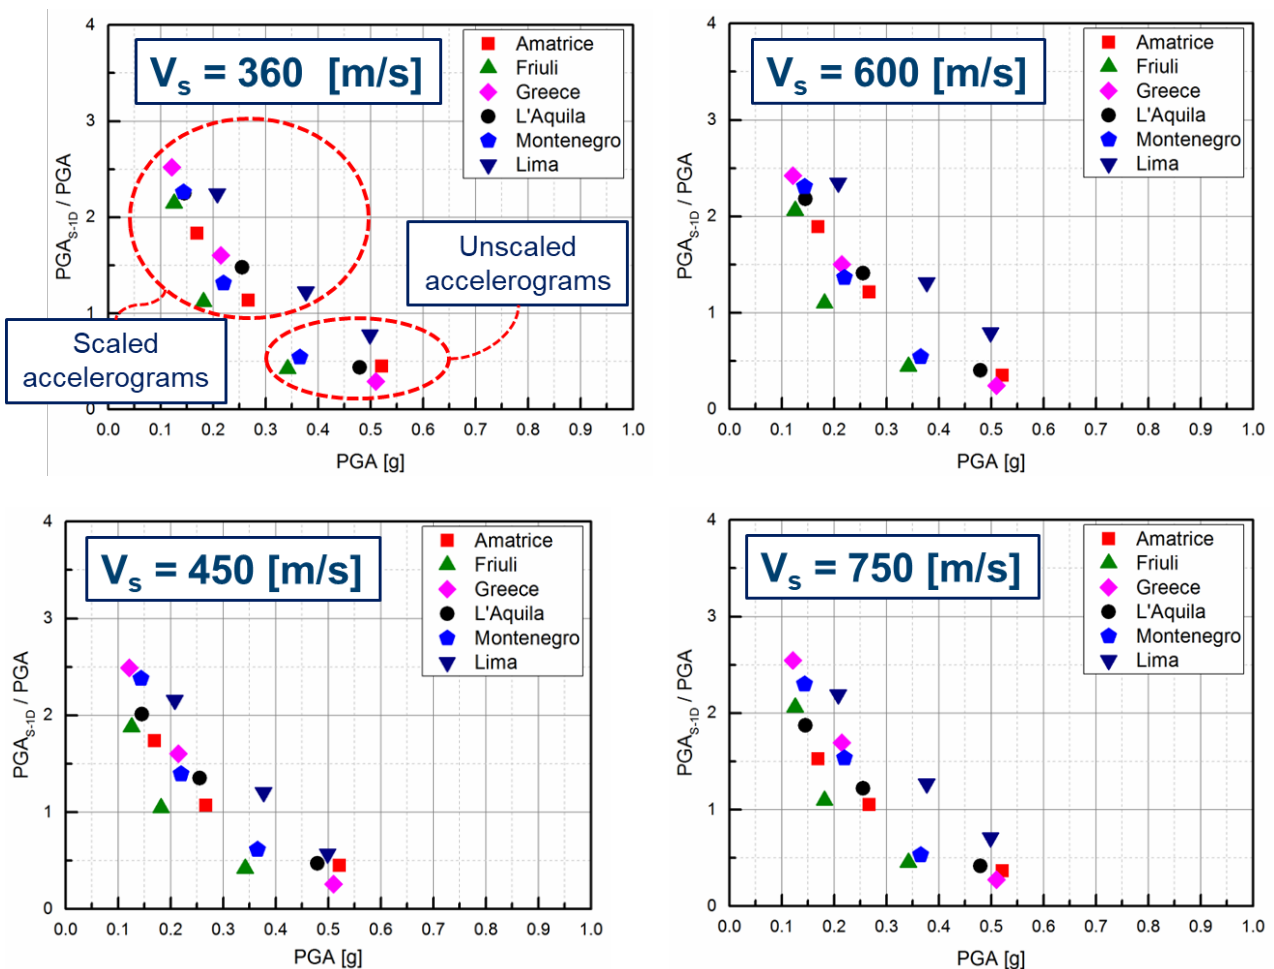 4
3
2
1
0
PGAS-1D / PGA
Vs = 360 [m/s]
Amatrice
Friuli
Greece
L'Aquila
Montenegro
Lima
Unscaled
accelerograms
Scaled
accelerograms
0.0 0.1 0.2 0.3 0.4 0.5 0.6 0.7 0.8 0.9 1.0
PGA [g]
4
3
2
1
0
PGAS-1D / PGA
Vs = 600 [m/s]
Amatrice
Friuli
Greece
L'Aquila
Montenegro
Lima
0.0 0.1 0.2 0.3 0.4 0.5 0.6 0.7 0.8 0.9 1.0
PGA [g]
4
3
2
1
0
PGAS-1D / PGA
Vs = 450 [m/s]
Amatrice
Friuli
Greece
L'Aquila
Montenegro
Lima
0.0 0.1 0.2 0.3 0.4 0.5 0.6 0.7 0.8 0.9 1.0
PGA [g]
4
3
2
1
0
PGAS-1D / PGA
Vs = 750 [m/s]
Amatrice
Friuli
Greece
L'Aquila
Montenegro
Lima
0.0 0.1 0.2 0.3 0.4 0.5 0.6 0.7 0.8 0.9 1.0
PGA [g]